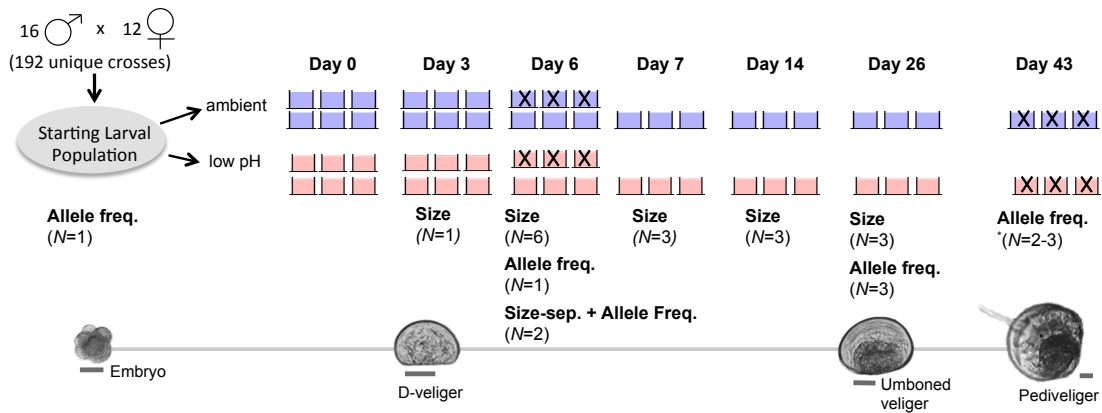 16 x 12
(192 unique crosses)
Starting Larval
Population
ambient
low pH
Day 0 Day 3 Day 6 Day 7 Day 14 Day 26 Day 43
X X X
X X X
X X X
X X X
Allele freq.
(N=1)
Size
(N=1)
Size
(N=6)
Allele freq.
(N=1)
Size-sep. + Allele Freq.
(N=2)
Size
(N=3)
Size
(N=3)
Size
(N=3)
Allele freq.
(N=3)
Allele freq.
*(N=2-3)
Embryo
D-veliger
Umboned
veliger
Pediveliger